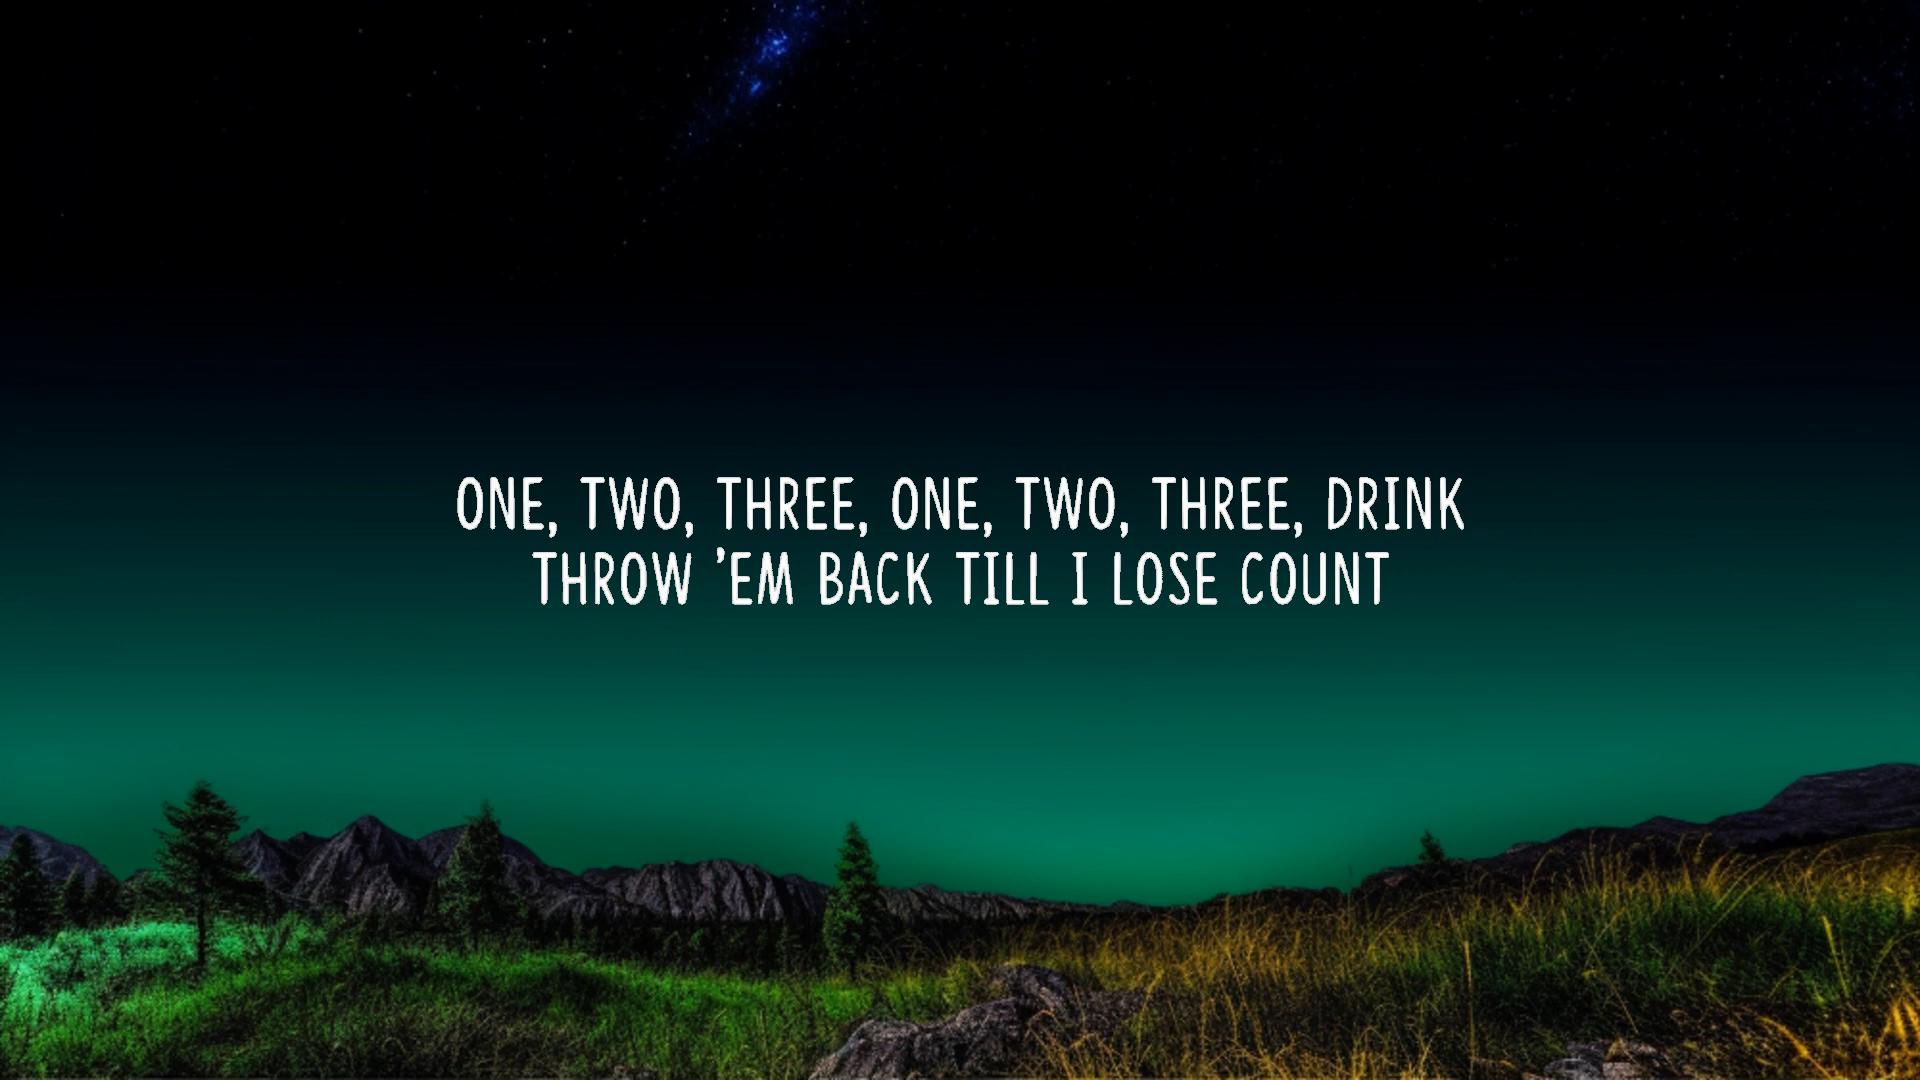 ONE, TWO, THREE, ONE, TWO, THREE, DRINK
THROW 'EM BACK TILL I LOSE COUNT